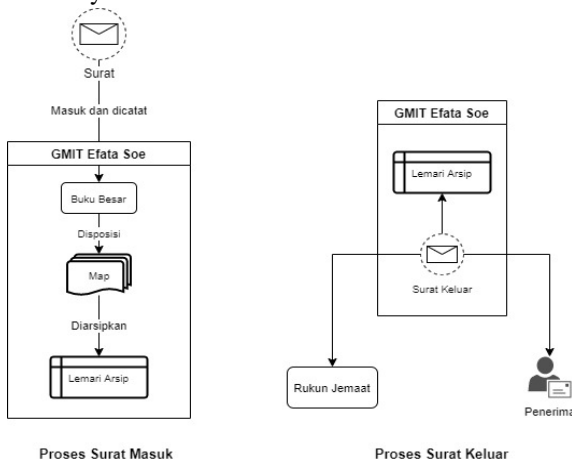 Surat
Masuk dan dicatat
GMIT Efata Soe
Buku Besar
Disposisi
Map
Diarsipkan
Lemari Arsip
Proses Surat Masuk
GMIT Efata Soe
Lemari Arsip
Surat Keluar
Rukun Jemaat
Penerima
Proses Surat Keluar